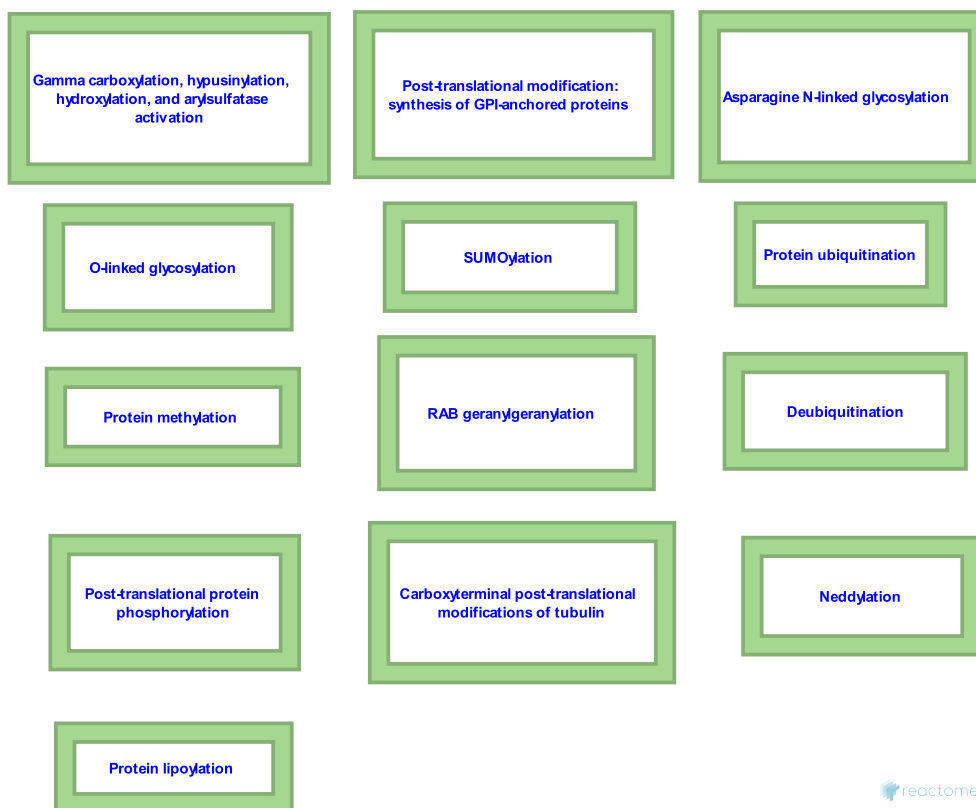 Gamma carboxylation, hypusinylation,
hydroxylation, and arylsulfatase
activation
Post-translational modification:
synthesis of GPI-anchored proteins
Asparagine N-linked glycosylation
O-linked glycosylation
SUMOylation
Protein ubiquitination
Protein methylation
RAB geranylgeranylation
Deubiquitination
Post-translational protein
phosphorylation
Carboxyterminal post-translational
modifications of tubulin
Neddylation
Protein lipoylation
reactome